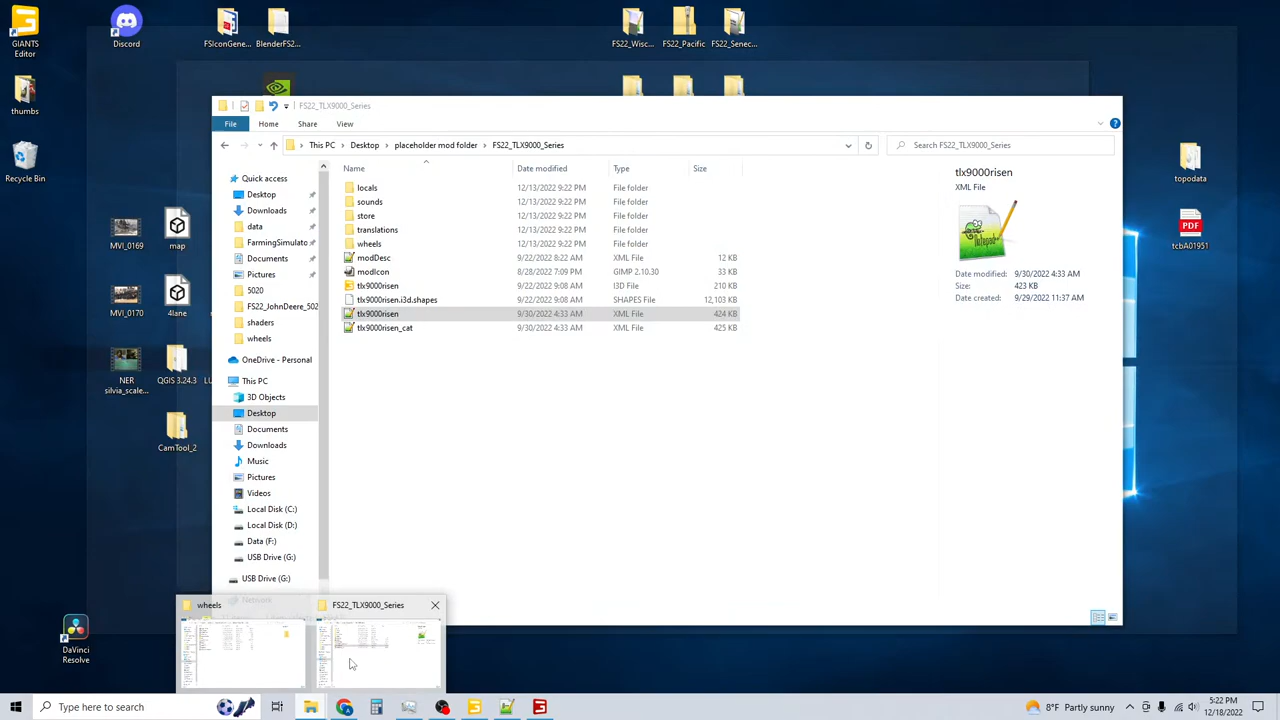 GIANTS
Editor
Discord
FSIconGene...
BlenderFS2...
FS22_Wisc...
FS22_Pacific
FS22_Senec...
thumbs
Recycle Bin
MVI_0169
map
MVI_0170
4lane
NER
silvia_scale...
QGIS 3.24.3
CamTool_2
DaVinci
Resolve
topodata
PDF
tcbA01951
FS22_TLX9000_Series
File
Home
Share
View
This PC
Desktop
placeholder mod folder
FS22_TLX9000_Series
Search FS22_TLX9000_Series
Name
Date modified
Type
Size
locals 12/13/2022 9:22 PM File folder
sounds 12/13/2022 9:22 PM File folder
store 12/13/2022 9:22 PM File folder
translations 12/13/2022 9:22 PM File folder
wheels 12/13/2022 9:22 PM File folder
modDesc 9/22/2022 8:22 AM XML File 12 KB
modIcon 8/28/2022 7:09 PM GIMP 2.10.30 33 KB
tlx9000risen 9/22/2022 9:08 AM I3D File 210 KB
tlx9000risen.i3d.shapes 9/22/2022 9:08 AM SHAPES File 12,103 KB
tlx9000risen 9/30/2022 4:33 AM XML File 424 KB
tlx9000risen_cat 9/30/2022 4:33 AM XML File 425 KB
Quick access
Desktop
Downloads
data
FarmingSimulato
Documents
Pictures
5020
FS22_JohnDeere_502
shaders
wheels
OneDrive - Personal
This PC
3D Objects
Desktop
Documents
Downloads
Music
Pictures
Videos
Local Disk (C:)
Local Disk (D:)
Data (F:)
USB Drive (G:)
USB Drive (G:)
Network
tlx9000risen
XML File
Date modified: 9/30/2022 4:33 AM
Size: 423 KB
Date created: 9/29/2022 11:37 AM
wheels
FS22_TLX9000_Series
Type here to search
8°F Partly sunny
5:22 PM
12/18/2022